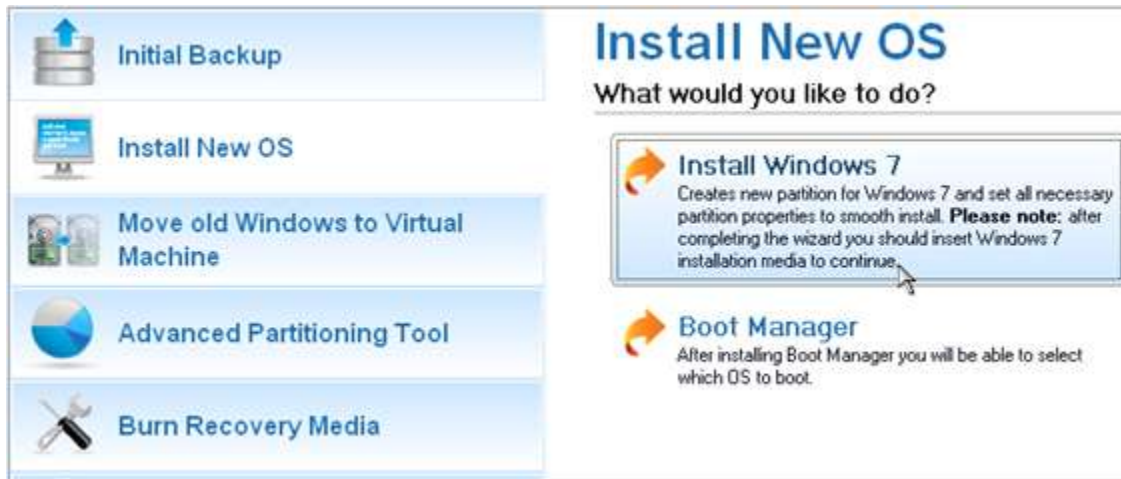 Initial Backup
Install New OS
Move old Windows to Virtual
Machine
Advanced Partitioning Tool
Burn Recovery Media
Install New OS
What would you like to do?
Install Windows 7
Creates new partition for Windows 7 and set all necessary
partition properties to smooth install. Please note: after
completing the wizard you should insert Windows 7
installation media to continue.
Boot Manager
After installing Boot Manager you will be able to select
which OS to boot.